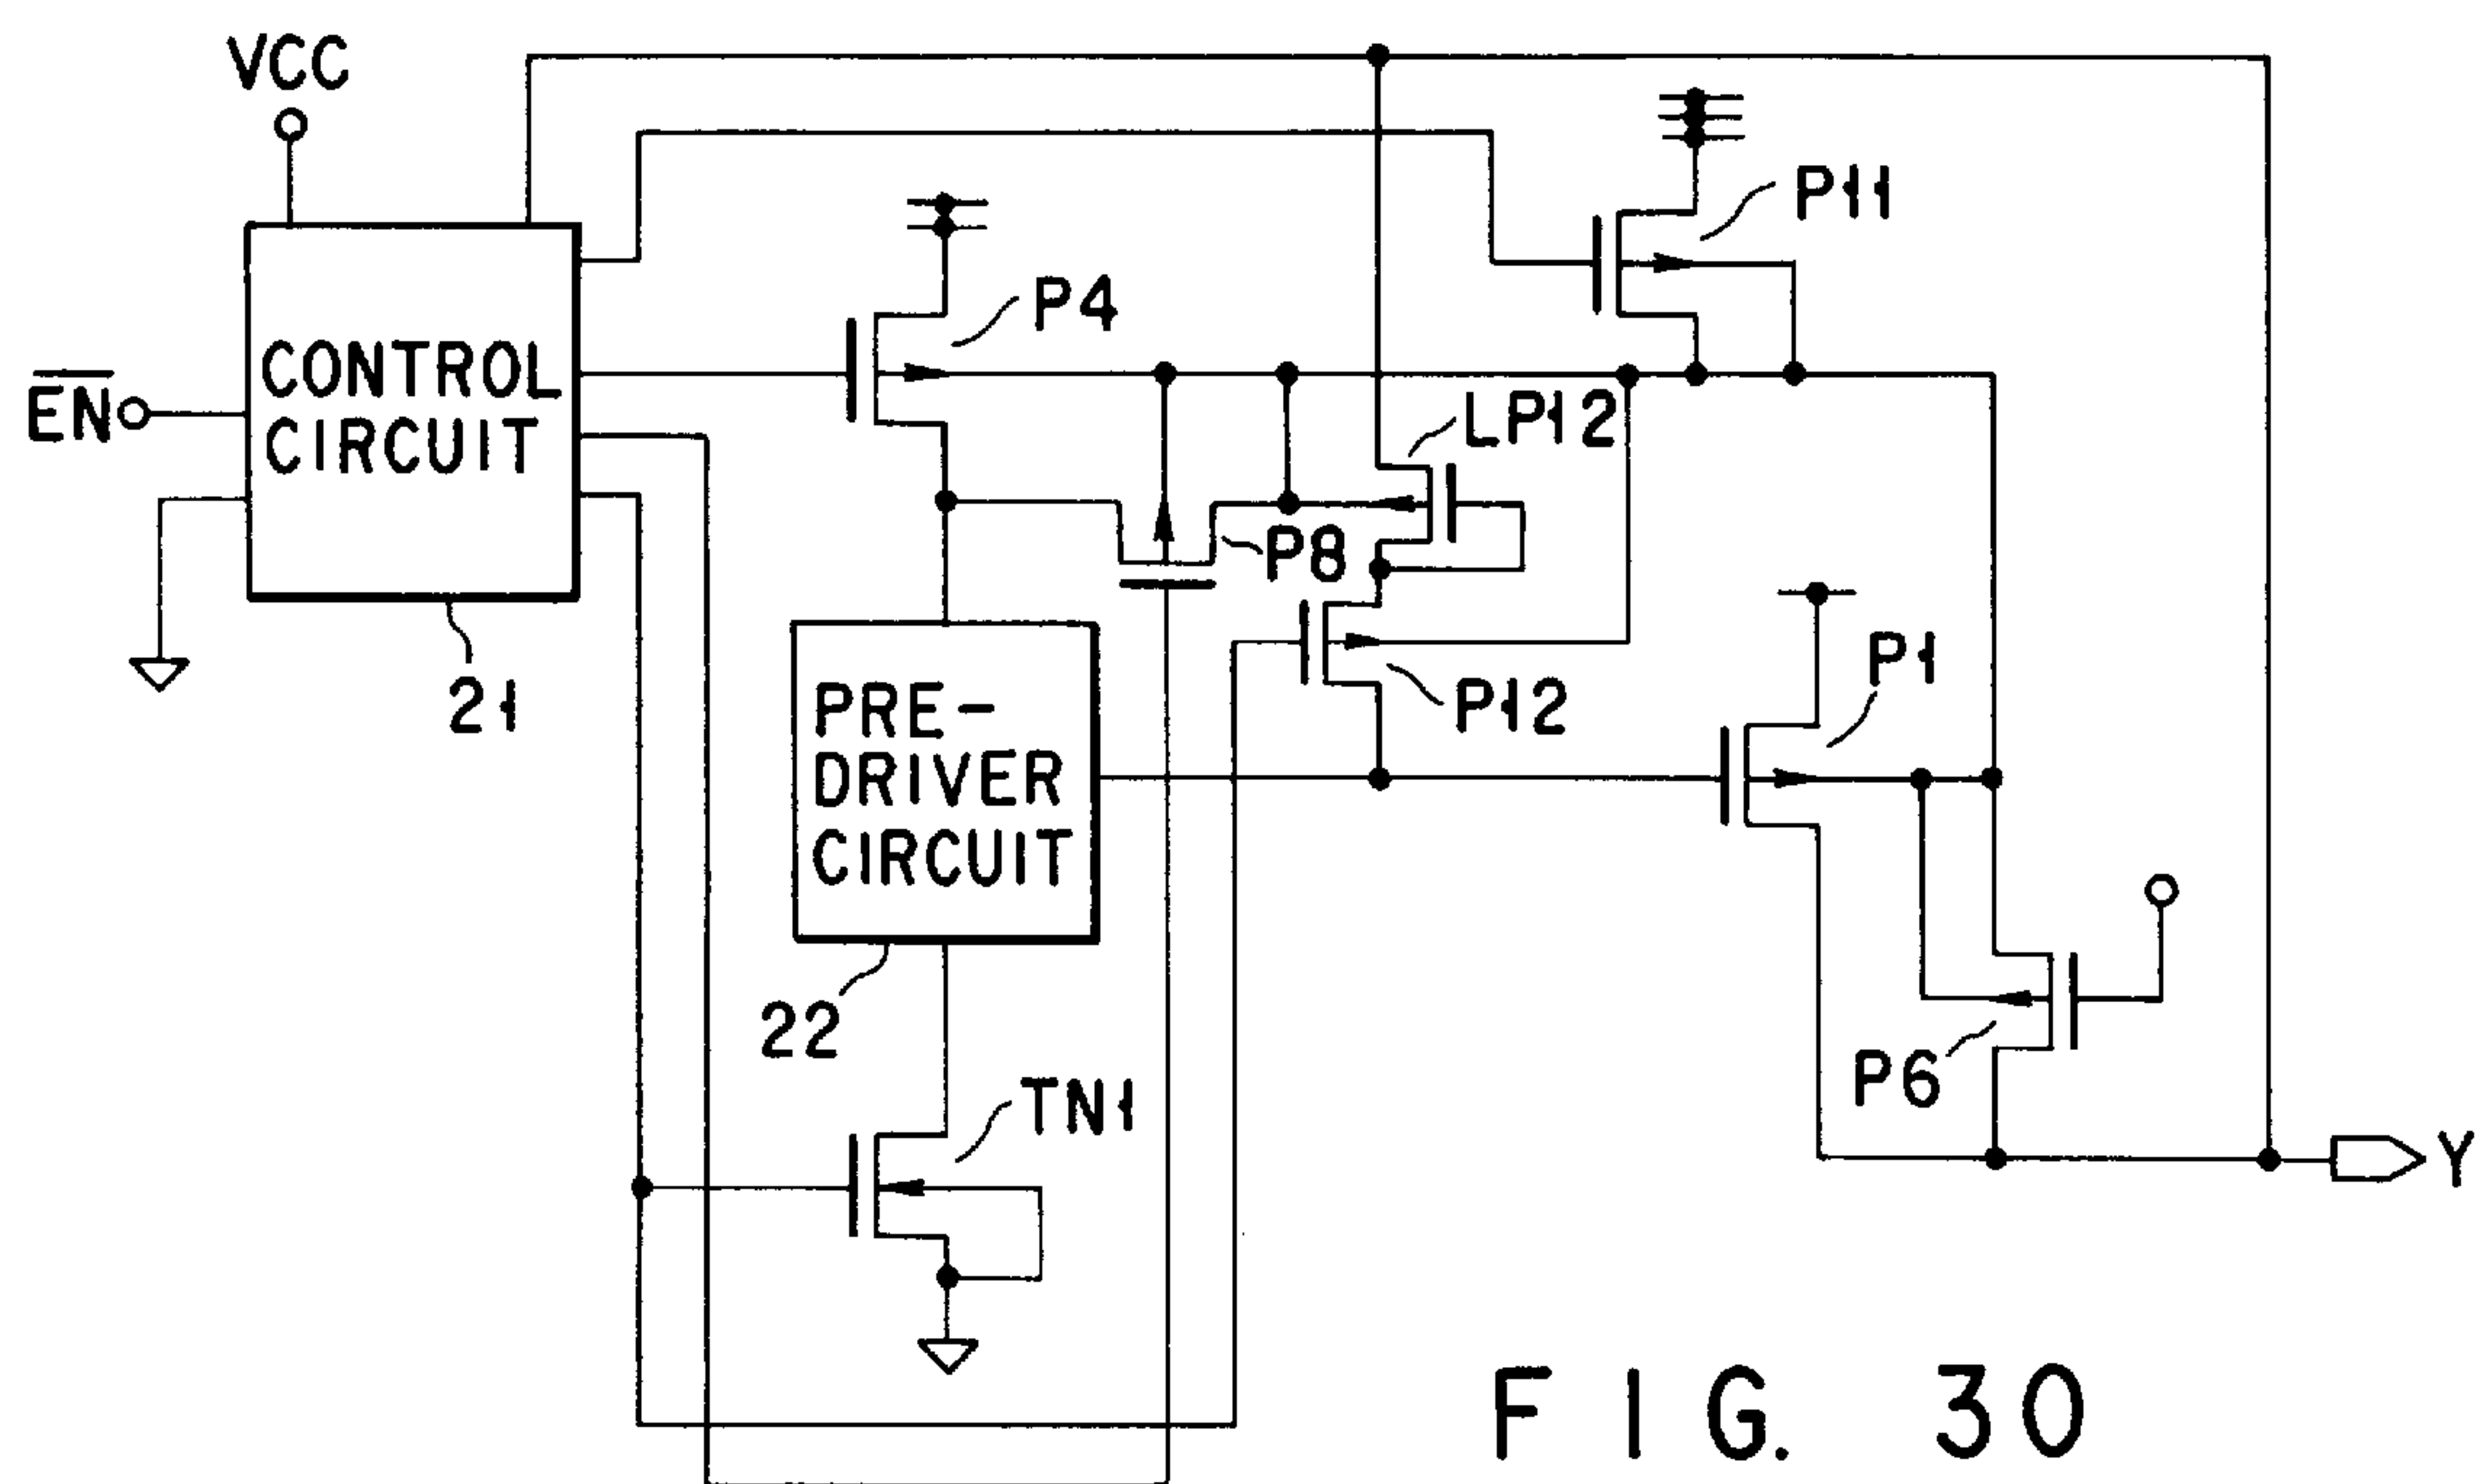 VCC
P11
P4
EN
CONTROL
CIRCUIT
LP12
P8
21
P1
P12
PRE-
DRIVER
CIRCUIT
22
P6
TN1
Y
FIG. 30